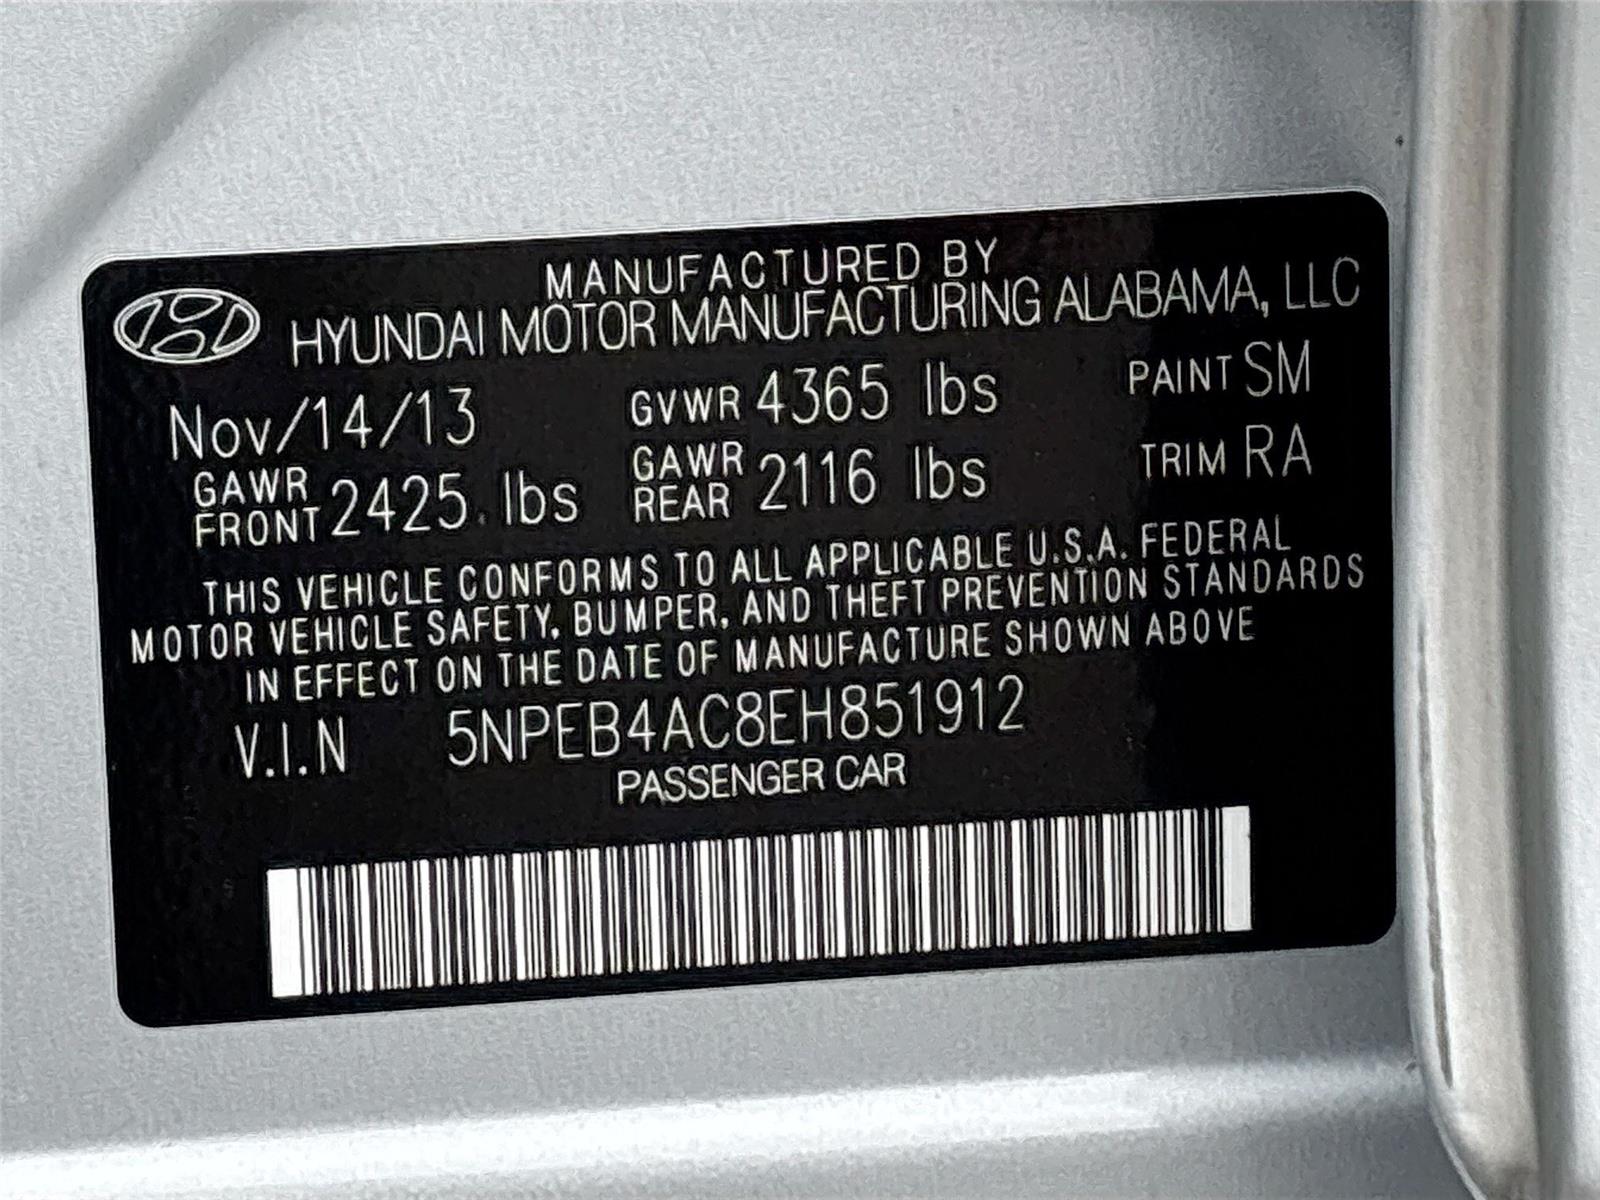 MANUFACTURED BY
HYUNDAI MOTOR MANUFACTURING ALABAMA, LLC
Nov/14/13 GVWR 4365 lbs PAINT SM
GAWR FRONT 2425 lbs GAWR REAR 2116 lbs TRIM RA
THIS VEHICLE CONFORMS TO ALL APPLICABLE U.S.A. FEDERAL
MOTOR VEHICLE SAFETY, BUMPER, AND THEFT PREVENTION STANDARDS
IN EFFECT ON THE DATE OF MANUFACTURE SHOWN ABOVE
V.I.N 5NPEB4AC8EH851912
PASSENGER CAR